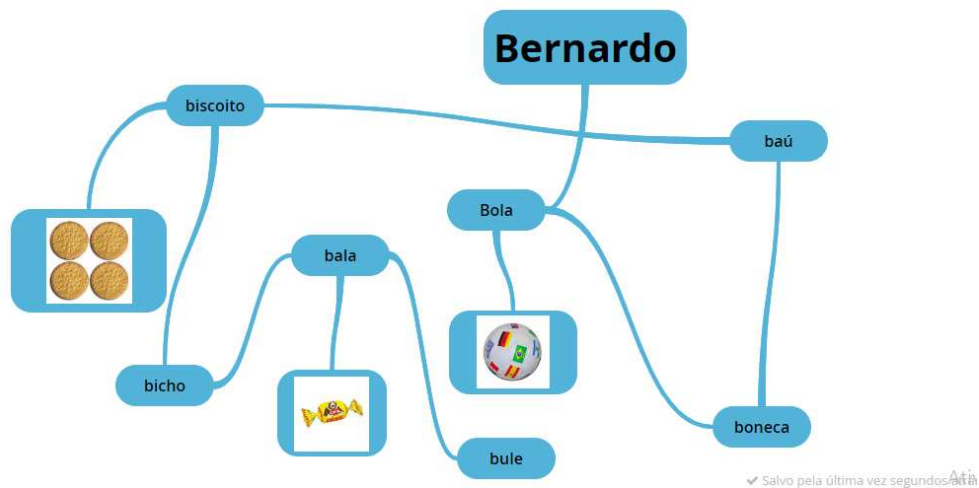 Bernardo
biscoito
baú
Bola
bala
bicho
boneca
bule
Salvo pela última vez segundos